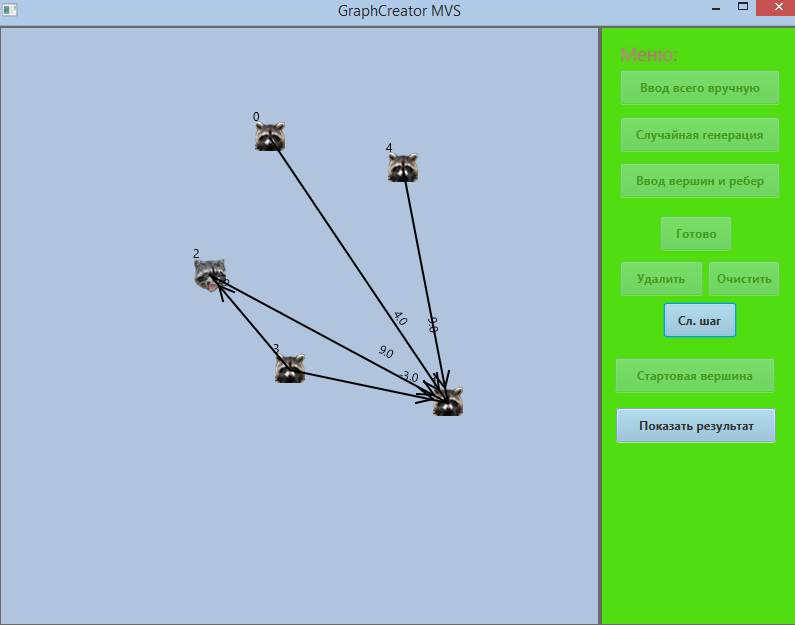 GraphCreator MVS
Меню:
Ввод всего вручную
Случайная генерация
Ввод вершин и ребер
Готово
Удалить
Очистить
Сл. шаг
Стартовая вершина
Показать результат
0
4
2
3
4.0
9.0
9.0
-3.0